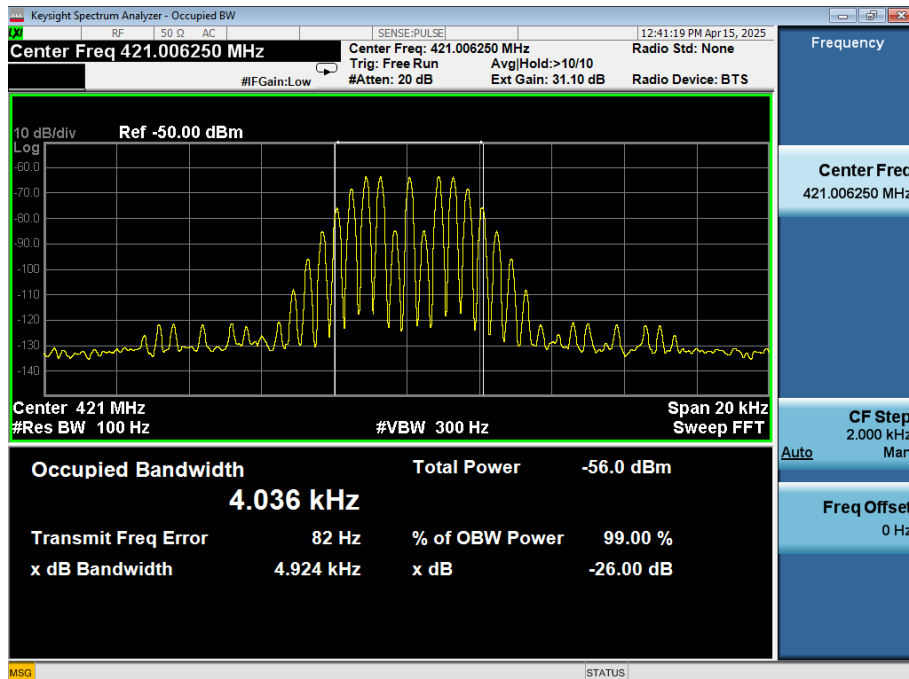 Keysight Spectrum Analyzer - Occupied BW
LXI
RF 50 Ω AC SENSE:PULSE 12:41:19 PM Apr 15, 2025
Center Freq 421.006250 MHz
Center Freq: 421.006250 MHz Radio Std: None
Trig: Free Run Avg|Hold:>10/10
#IFGain:Low #Atten: 20 dB Ext Gain: 31.10 dB Radio Device: BTS
10 dB/div Ref -50.00 dBm
Log
-60.0
-70.0
-80.0
-90.0
-100
-110
-120
-130
-140
Center 421 MHz Span 20 kHz
#Res BW 100 Hz #VBW 300 Hz Sweep FFT
Occupied Bandwidth Total Power -56.0 dBm
4.036 kHz
Transmit Freq Error 82 Hz % of OBW Power 99.00 %
x dB Bandwidth 4.924 kHz x dB -26.00 dB
Frequency
Center Freq
421.006250 MHz
CF Step
2.000 kHz
Auto Man
Freq Offset
0 Hz
MSG STATUS